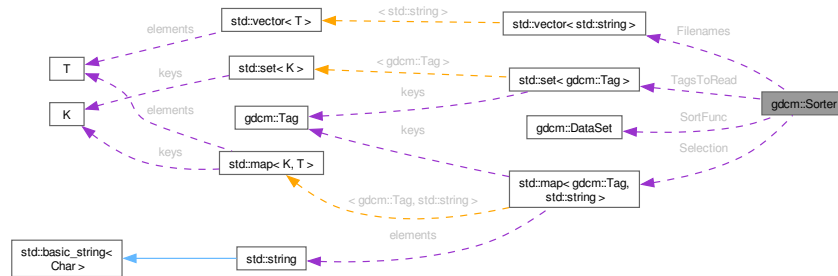 std::vector< T >
< std::string >
std::vector< std::string >
Filenames
elements
T
keys
std::set< K >
< gdcm::Tag >
std::set< gdcm::Tag >
TagsToRead
gdcm::Sorter
K
elements
gdcm::Tag
keys
keys
gdcm::DataSet
SortFunc
Selection
keys
std::map< K, T >
< gdcm::Tag, std::string >
std::map< gdcm::Tag,
std::string >
elements
std::basic_string<
Char >
std::string